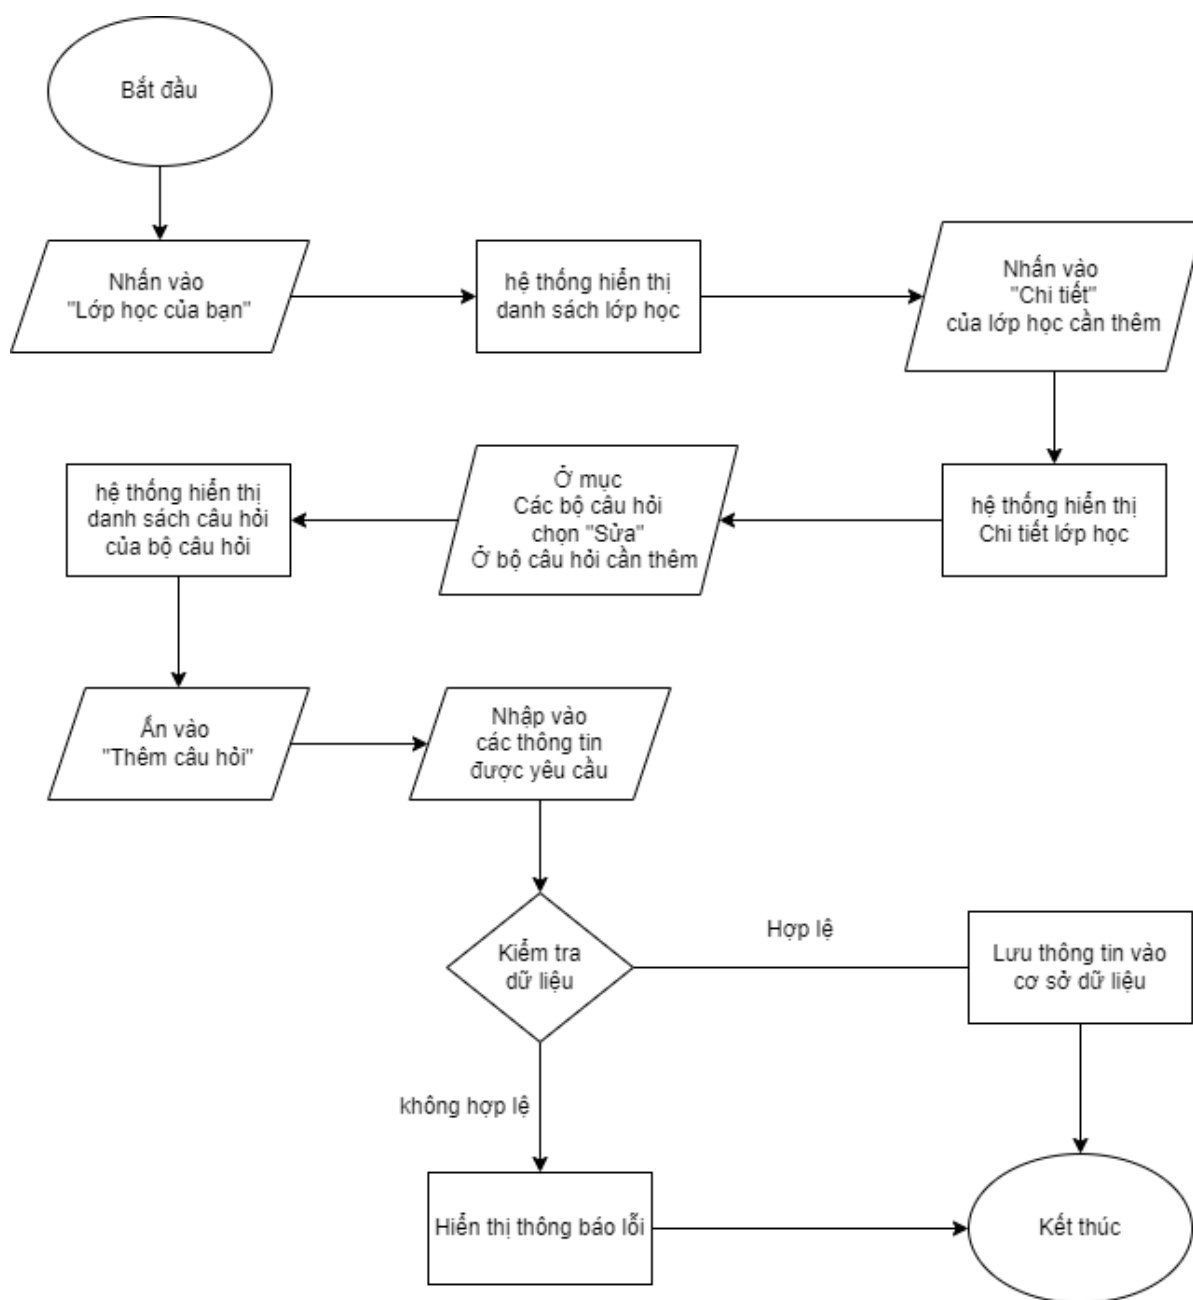 Bắt đầu
Nhấn vào
"Lớp học của bạn"
hệ thống hiển thị
danh sách lớp học
Nhấn vào
"Chi tiết"
của lớp học cần thêm
hệ thống hiển thị
Chi tiết lớp học
Ở mục
Các bộ câu hỏi
chọn "Sửa"
Ở bộ câu hỏi cần thêm
hệ thống hiển thị
danh sách câu hỏi
của bộ câu hỏi
Ấn vào
"Thêm câu hỏi"
Nhập vào
các thông tin
được yêu cầu
Kiểm tra
dữ liệu
Hợp lệ
Lưu thông tin vào
cơ sở dữ liệu
không hợp lệ
Hiển thị thông báo lỗi
Kết thúc